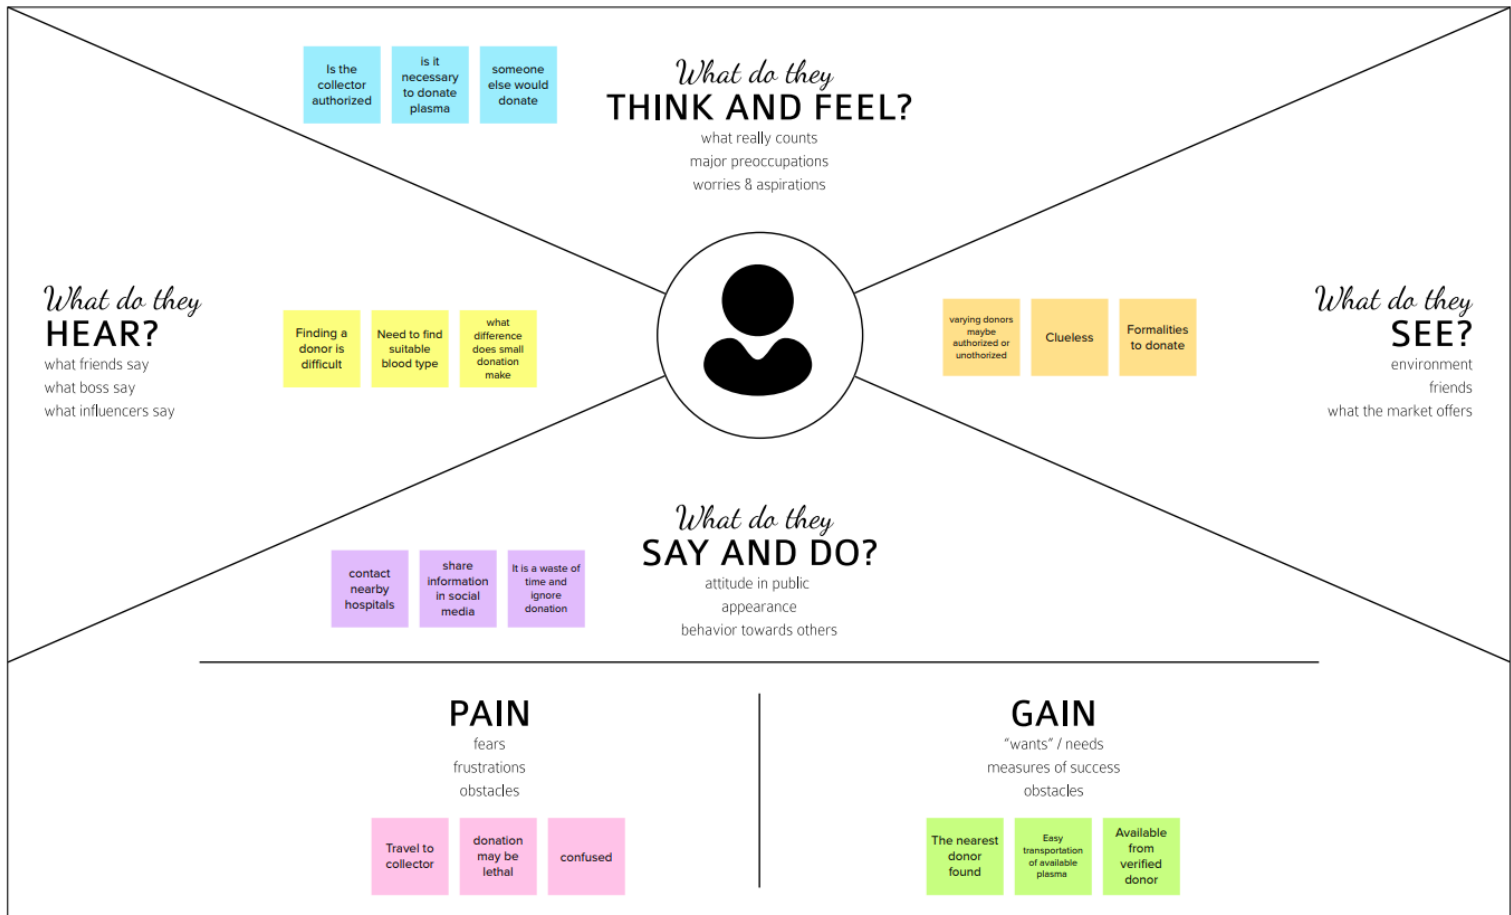 Is the
collector
authorized
is it
necessary
to donate
plasma
someone
else would
donate
What do they
THINK AND FEEL?
what really counts
major preoccupations
worries & aspirations
What do they
HEAR?
what friends say
what boss say
what influencers say
Finding a
donor is
difficult
Need to find
suitable
blood type
what
difference
does small
donation
make
varying donors
maybe
authorized or
unothorized
Clueless
Formalities
to donate
What do they
SEE?
environment
friends
what the market offers
What do they
SAY AND DO?
attitude in public
appearance
behavior towards others
contact
nearby
hospitals
share
information
in social
media
It is a waste of
time and
ignore
donation
PAIN
fears
frustrations
obstacles
Travel to
collector
donation
may be
lethal
confused
GAIN
"wants" / needs
measures of success
obstacles
The nearest
donor
found
Easy
transportation
of available
plasma
Available
from
verified
donor